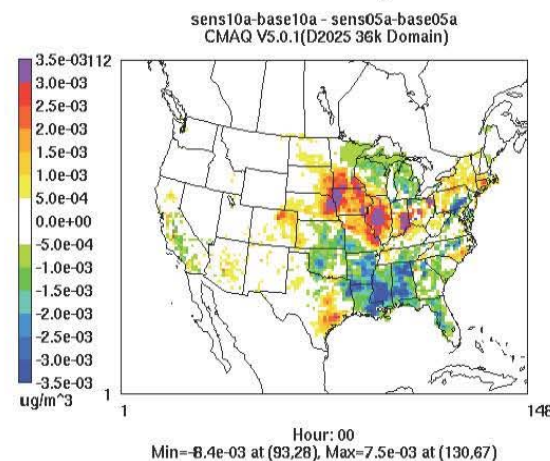 sens10a-base10a - sens05a-base05a
CMAQ V5.0.1(D2025 36k Domain)
3.5e-03
3.0e-03
2.5e-03
2.0e-03
1.5e-03
1.0e-03
5.0e-04
0.0e+00
-5.0e-04
-1.0e-03
-1.5e-03
-2.0e-03
-2.5e-03
-3.0e-03
-3.5e-03
ug/m^3
112
1
1
148
Hour: 00
Min=-8.4e-03 at (93,28), Max=7.5e-03 at (130,67)